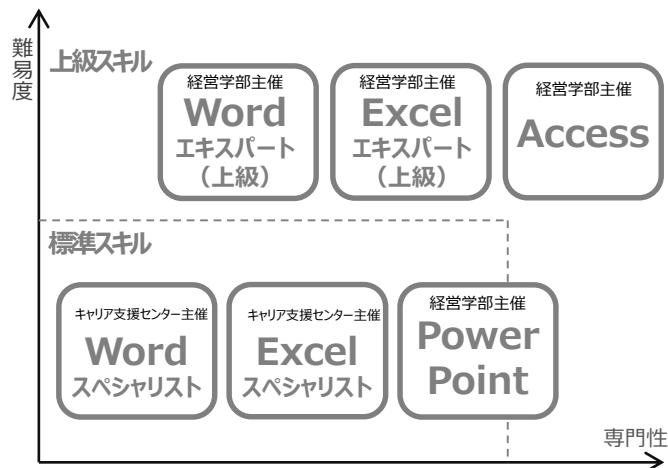 難易度
上級スキル
経営学部主催
Word
エキスパート
（上級）
経営学部主催
Excel
エキスパート
（上級）
経営学部主催
Access
標準スキル
キャリア支援センター主催
Word
スペシャリスト
キャリア支援センター主催
Excel
スペシャリスト
経営学部主催
Power
Point
専門性